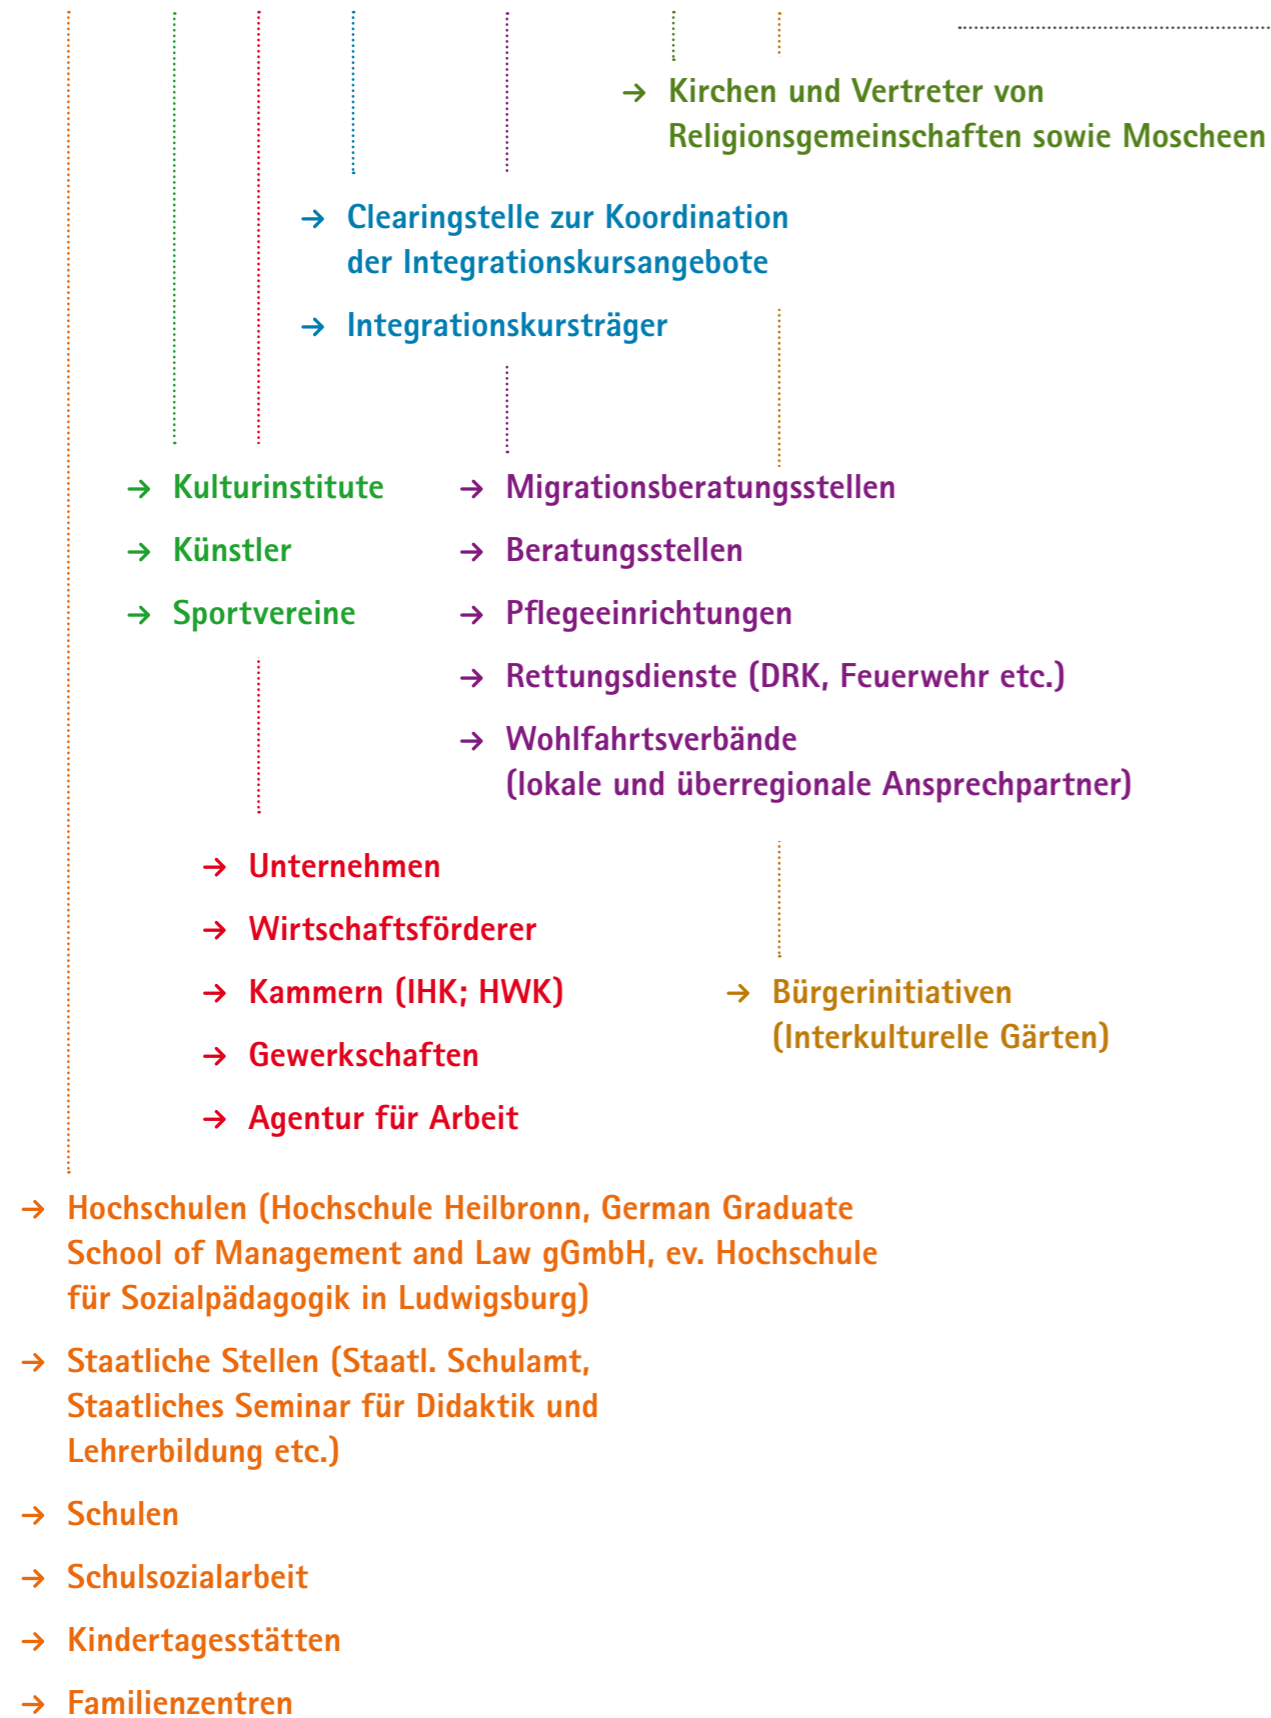 → Kirchen und Vertreter von
Religionsgemeinschaften sowie Moscheen
→ Clearingstelle zur Koordination
der Integrationskursangebote
→ Integrationskursträger
→ Kulturinstitute
→ Künstler
→ Sportvereine
→ Migrationsberatungsstellen
→ Beratungsstellen
→ Pflegeeinrichtungen
→ Rettungsdienste (DRK, Feuerwehr etc.)
→ Wohlfahrtsverbände
(lokale und überregionale Ansprechpartner)
→ Unternehmen
→ Wirtschaftsförderer
→ Kammern (IHK; HWK)
→ Gewerkschaften
→ Agentur für Arbeit
→ Bürgerinitiativen
(Interkulturelle Gärten)
→ Hochschulen (Hochschule Heilbronn, German Graduate
School of Management and Law gGmbH, ev. Hochschule
für Sozialpädagogik in Ludwigsburg)
→ Staatliche Stellen (Staatl. Schulamt,
Staatliches Seminar für Didaktik und
Lehrerbildung etc.)
→ Schulen
→ Schulsozialarbeit
→ Kindertagesstätten
→ Familienzentren